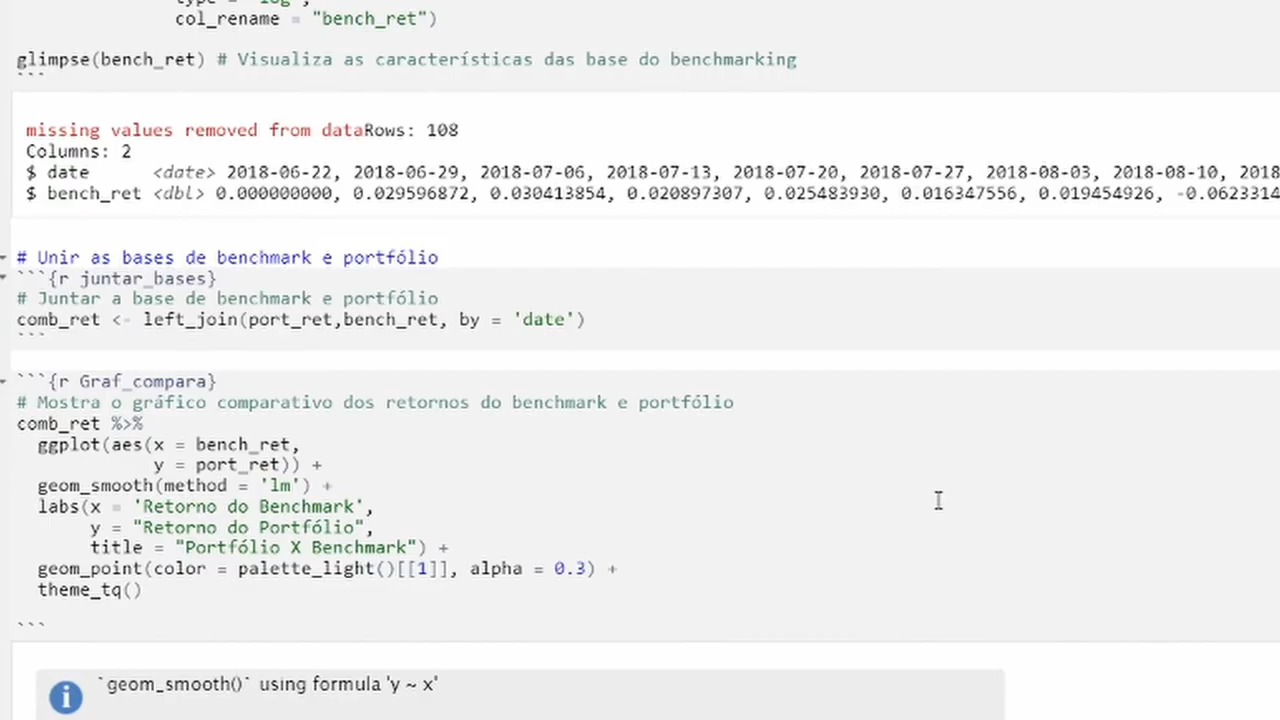 type = "log",
col_rename = "bench_ret")
glimpse(bench_ret) # Visualiza as características das base do benchmarking
```
missing values removed from dataRows: 108
Columns: 2
$ date <date> 2018-06-22, 2018-06-29, 2018-07-06, 2018-07-13, 2018-07-20, 2018-07-27, 2018-08-03, 2018-08-10, 2018
$ bench_ret <dbl> 0.000000000, 0.029596872, 0.030413854, 0.020897307, 0.025483930, 0.016347556, 0.019454926, -0.0623314
# Unir as bases de benchmark e portfólio
```{r juntar_bases}
# Juntar a base de benchmark e portfólio
comb_ret <- left_join(port_ret,bench_ret, by = 'date')
```
```{r Graf_compara}
# Mostra o gráfico comparativo dos retornos do benchmark e portfólio
comb_ret %>%
ggplot(aes(x = bench_ret,
y = port_ret)) +
geom_smooth(method = 'lm') +
labs(x = 'Retorno do Benchmark',
y = "Retorno do Portfólio",
title = "Portfólio X Benchmark") +
geom_point(color = palette_light()[[1]], alpha = 0.3) +
theme_tq()
```
`geom_smooth()` using formula 'y ~ x'